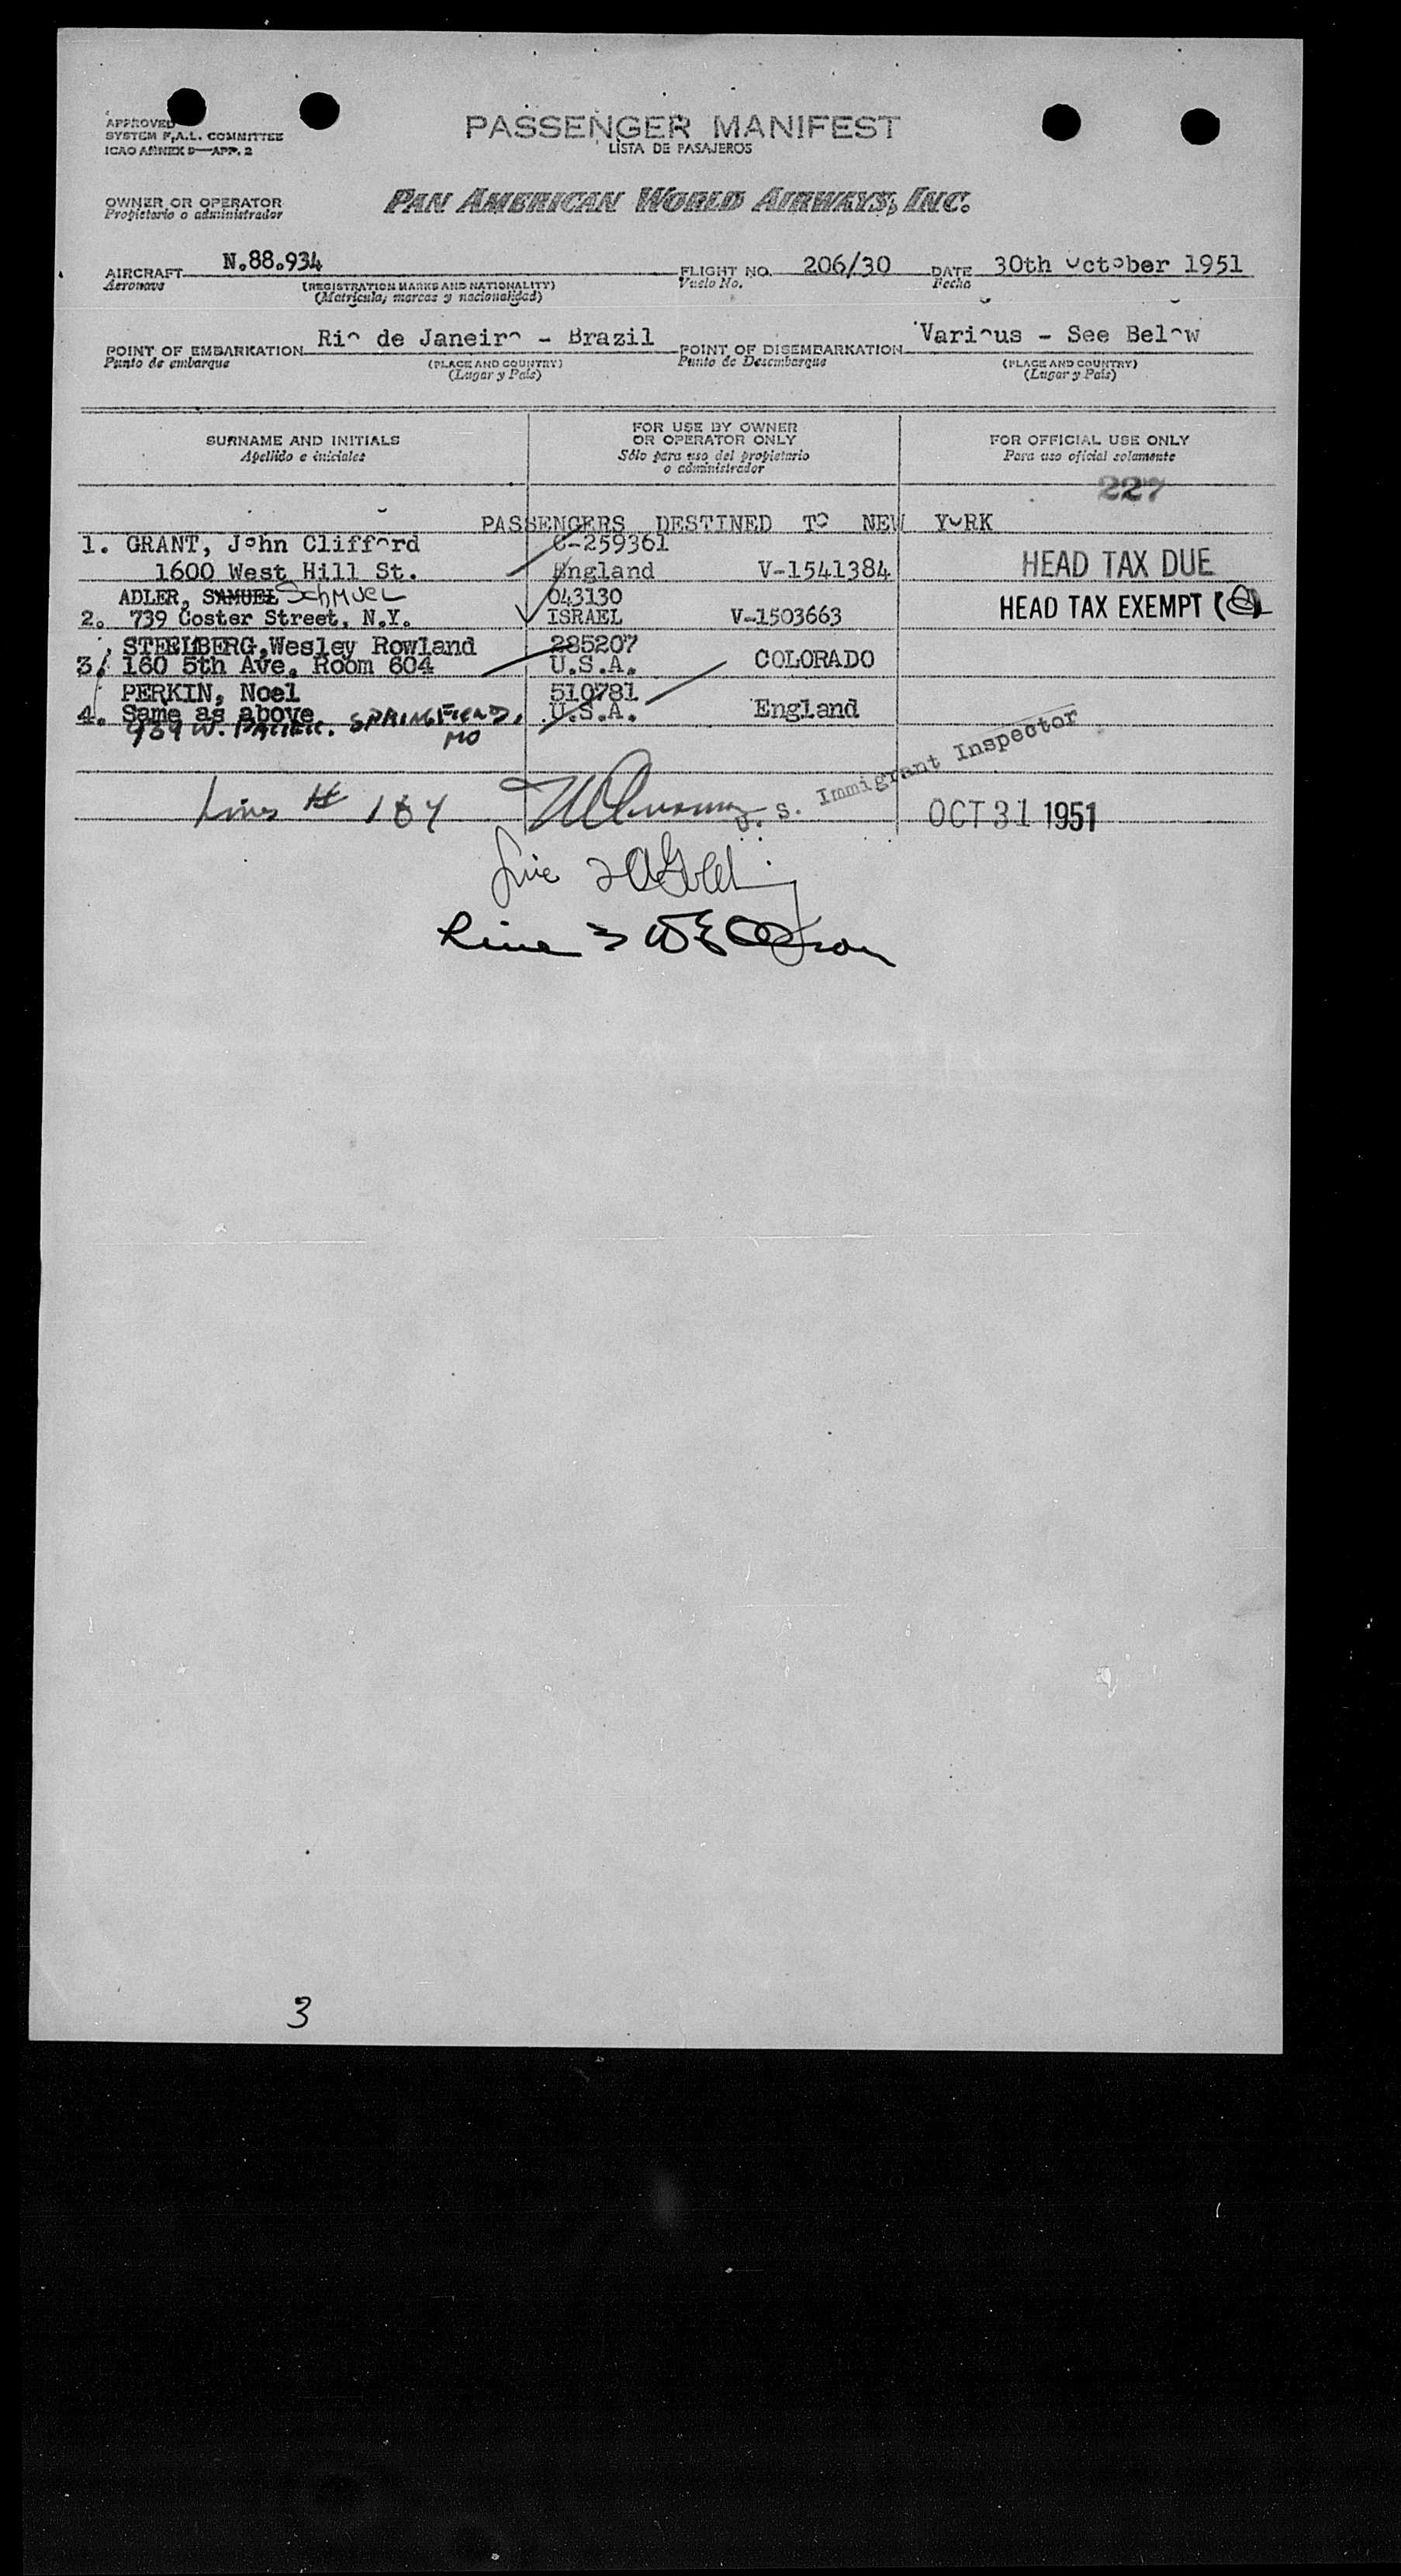 APPROVED
SYSTEM F.A.L. COMMITTEE
ICAO ANNEX 9—APP. 2
PASSENGER MANIFEST
LISTA DE PASAJEROS
OWNER OR OPERATOR
Propietario o administrador
PAN AMERICAN WORLD AIRWAYS, INC.
AIRCRAFT N.88.934 FLIGHT NO. 206/30 DATE 30th October 1951
Aeronave (REGISTRATION MARKS AND NATIONALITY) Vuelo No. Fecha
(Matrícula, marcas y nacionalidad)
POINT OF EMBARKATION Rio de Janeiro - Brazil POINT OF DISEMBARKATION Various - See Below
Punto de embarque (PLACE AND COUNTRY) Punto de Desembarque (PLACE AND COUNTRY)
(Lugar y País) (Lugar y País)
SURNAME AND INITIALS FOR USE BY OWNER OR OPERATOR ONLY FOR OFFICIAL USE ONLY
Apellido e iniciales Sólo para uso del propietario o administrador Para uso oficial solamente
227
PASSENGERS DESTINED TO NEW YORK
1. GRANT, John Clifford C-259361
1600 West Hill St. England V-1541384 HEAD TAX DUE
ADLER, SAMUEL SchMUEL 043130 HEAD TAX EXEMPT
2. 739 Coster Street, N.Y. ISRAEL V-1503663
STEELBERG, Wesley Rowland 285207
3. 160 5th Ave, Room 604 U.S.A. COLORADO
PERKIN, Noel 510781
4. Same as above U.S.A. England
939 W. PACIFIC. SPRINGFIELD,
MO
U. S. Immigrant Inspector
Lines # 1&4 OCT 31 1951
Line 2
Line 3
3